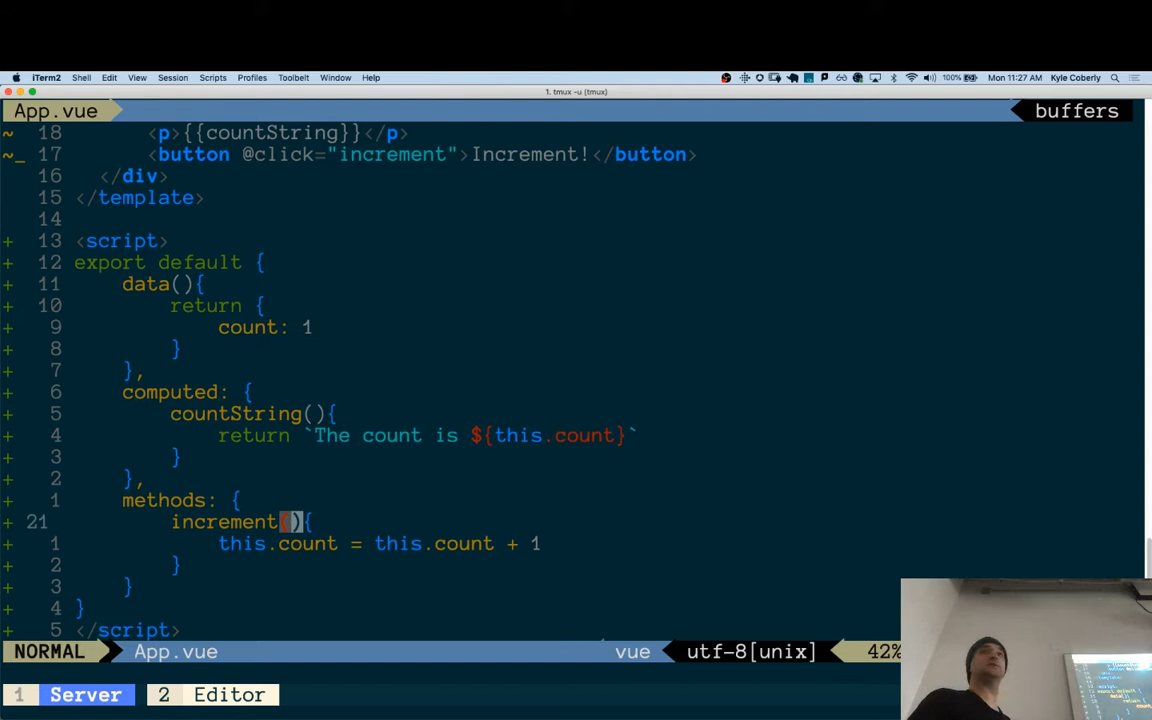 iTerm2 Shell Edit View Session Scripts Profiles Toolbelt Window Help 100% Mon 11:27 AM Kyle Coberly
1. tmux -u (tmux)
App.vue buffers
~ 18 <p>{{countString}}</p>
~_ 17 <button @click="increment">Increment!</button>
16 </div>
15 </template>
14
+ 13 <script>
+ 12 export default {
+ 11 data(){
+ 10 return {
+ 9 count: 1
+ 8 }
+ 7 },
+ 6 computed: {
+ 5 countString(){
+ 4 return `The count is ${this.count}`
+ 3 }
+ 2 },
+ 1 methods: {
+ 21 increment(){
+ 1 this.count = this.count + 1
+ 2 }
+ 3 }
+ 4 }
+ 5 </script>
NORMAL App.vue vue utf-8[unix] 42%
1 Server 2 Editor